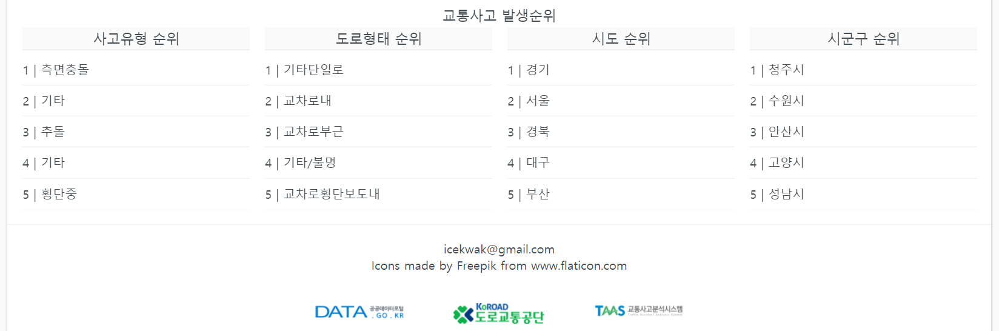 교통사고 발생순위
사고유형 순위
1 | 측면충돌
2 | 기타
3 | 추돌
4 | 기타
5 | 횡단중
도로형태 순위
1 | 기타단일로
2 | 교차로내
3 | 교차로부근
4 | 기타/불명
5 | 교차로횡단보도내
시도 순위
1 | 경기
2 | 서울
3 | 경북
4 | 대구
5 | 부산
시군구 순위
1 | 청주시
2 | 수원시
3 | 안산시
4 | 고양시
5 | 성남시
icekwak@gmail.com
Icons made by Freepik from www.flaticon.com
DATA 공공데이터포털
.GO.KR
KoROAD
도로교통공단
TAAS 교통사고분석시스템
Traffic Accident Analysis System